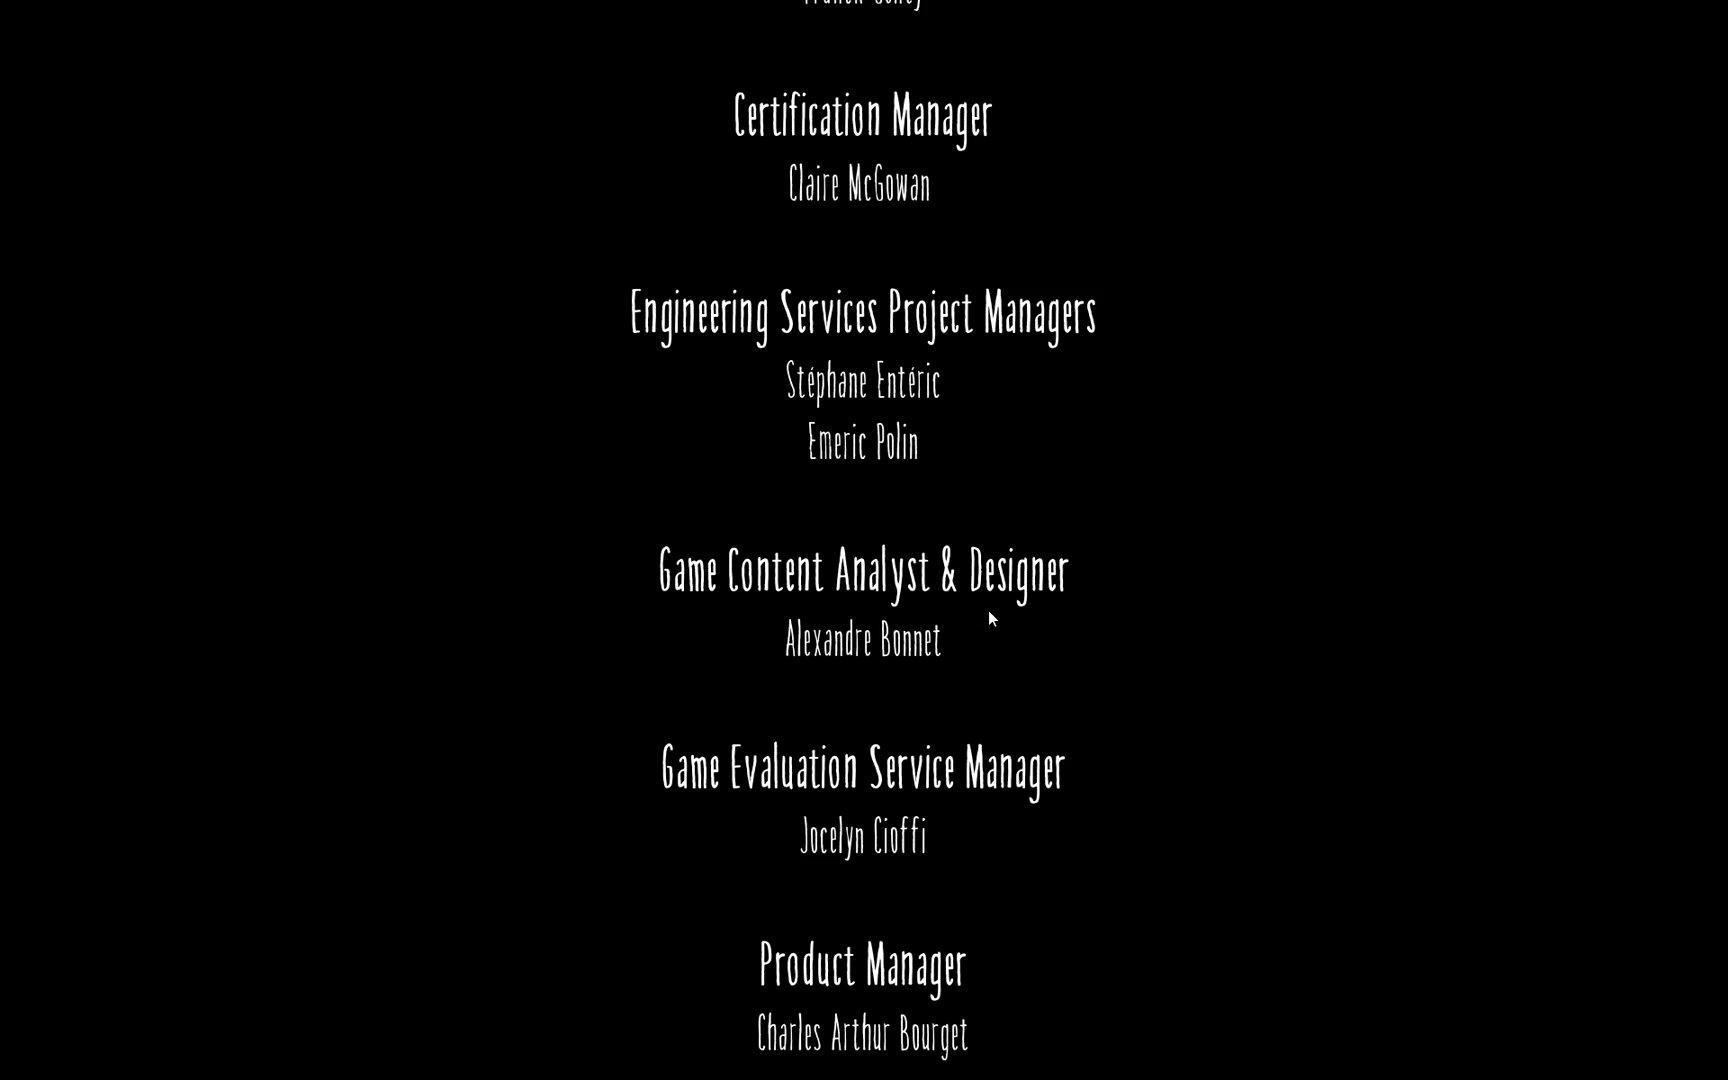 Certification Manager
Claire McGowan
Engineering Services Project Managers
Stéphane Entéric
Emeric Polin
Game Content Analyst & Designer
Alexandre Bonnet
Game Evaluation Service Manager
Jocelyn Cioffi
Product Manager
Charles Arthur Bourget